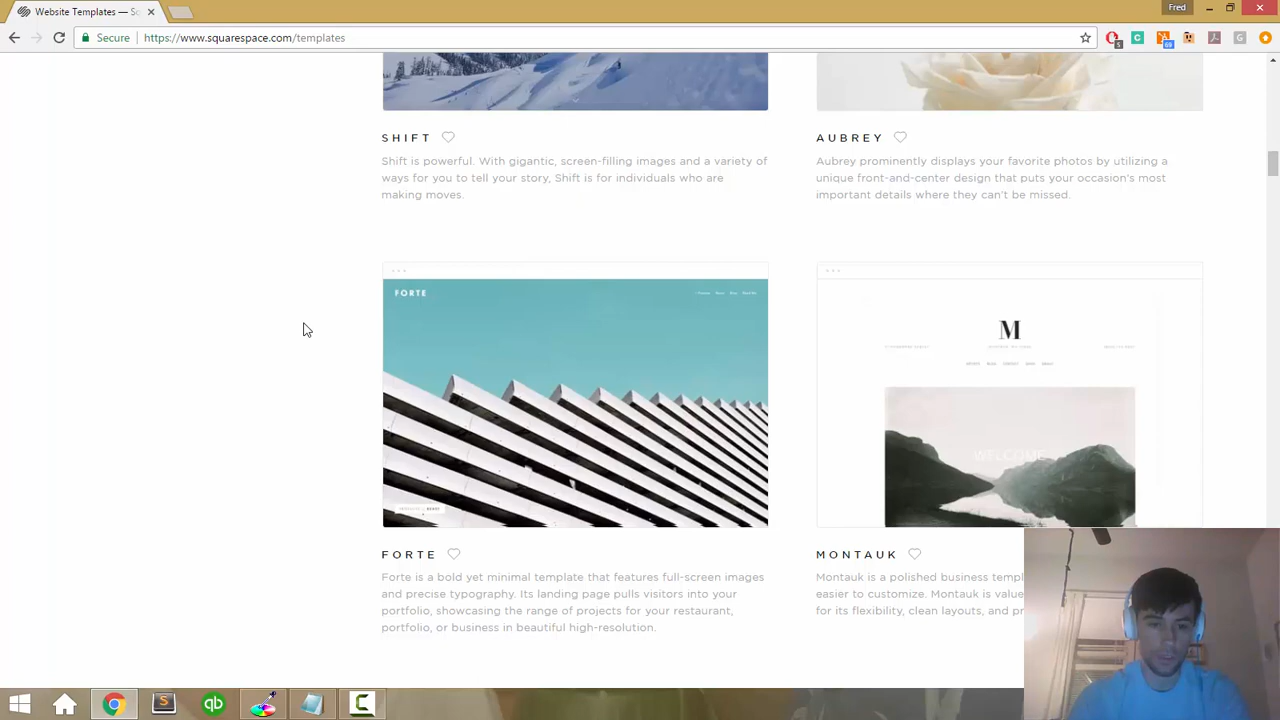 Website Templates — Sc
Fred
Secure
https://www.squarespace.com/templates
5
69
SHIFT
Shift is powerful. With gigantic, screen-filling images and a variety of
ways for you to tell your story, Shift is for individuals who are
making moves.
AUBREY
Aubrey prominently displays your favorite photos by utilizing a
unique front-and-center design that puts your occasion's most
important details where they can't be missed.
FORTE
M
WELCOME
FORTE
Forte is a bold yet minimal template that features full-screen images
and precise typography. Its landing page pulls visitors into your
portfolio, showcasing the range of projects for your restaurant,
portfolio, or business in beautiful high-resolution.
MONTAUK
Montauk is a polished business templ
easier to customize. Montauk is value
for its flexibility, clean layouts, and pr
qb